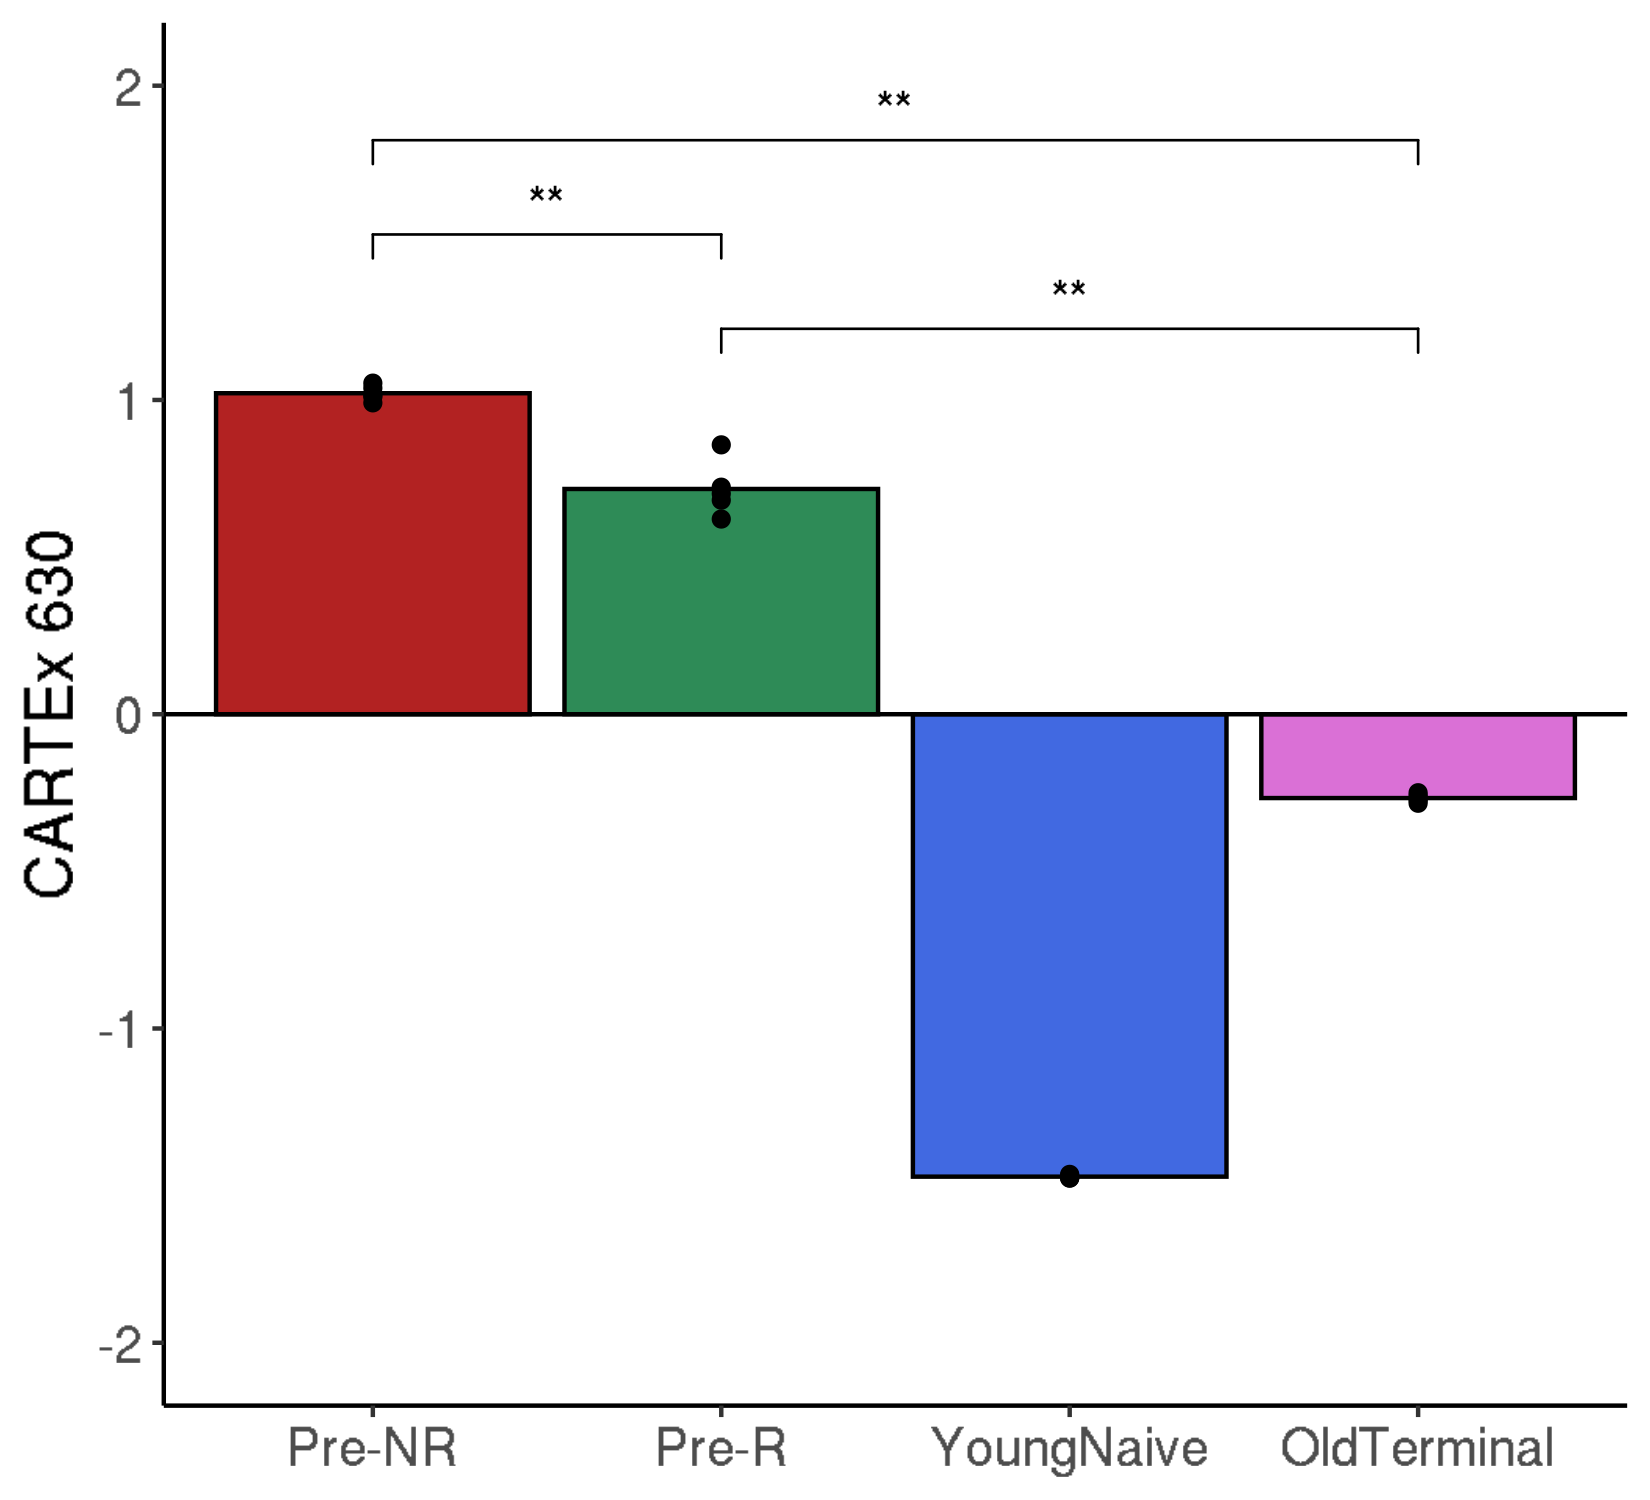 CARTEx 630
2
1
0
-1
-2
**
**
**
Pre-NR
Pre-R
YoungNaive
OldTerminal